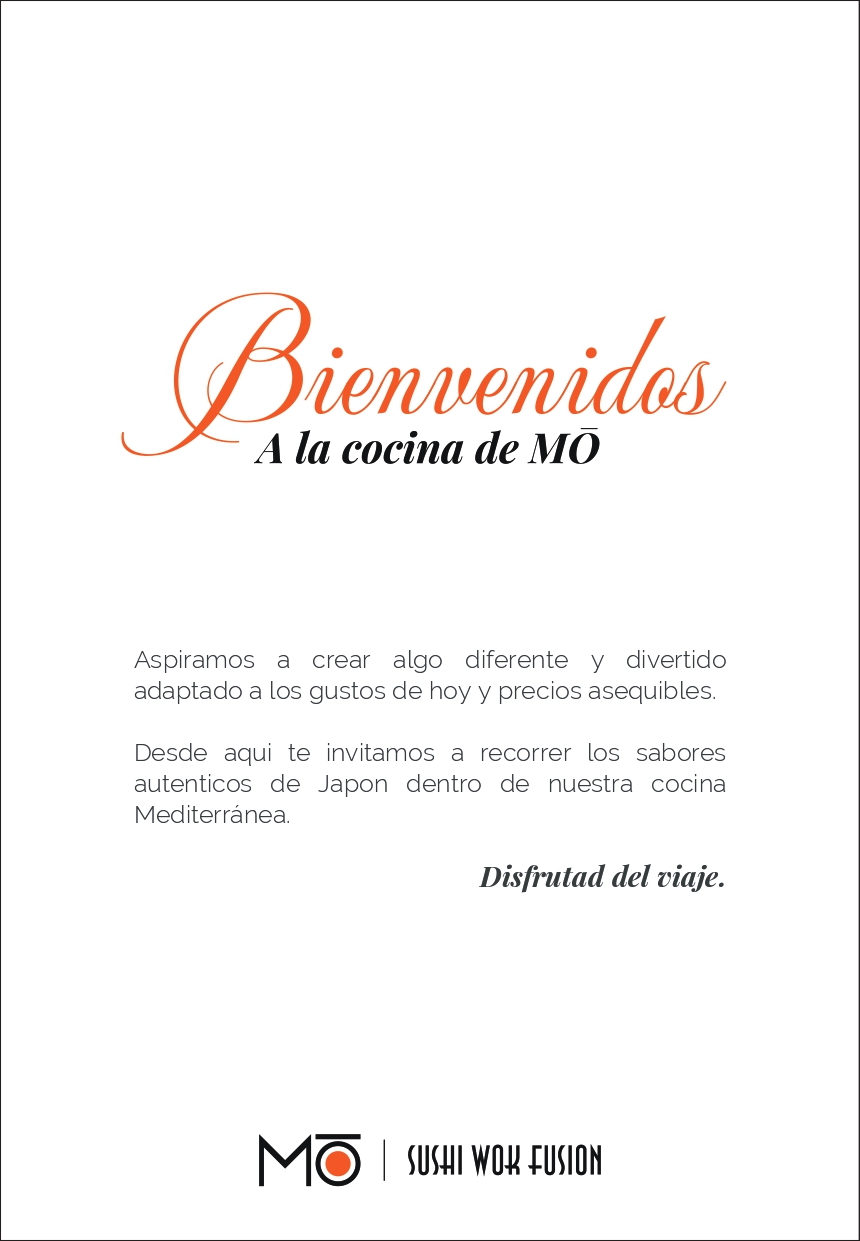 Bienvenidos
A la cocina de MŌ
Aspiramos a crear algo diferente y divertido
adaptado a los gustos de hoy y precios asequibles.
Desde aqui te invitamos a recorrer los sabores
autenticos de Japon dentro de nuestra cocina
Mediterránea.
Disfrutad del viaje.
MŌ | SUSHI WOK FUSION